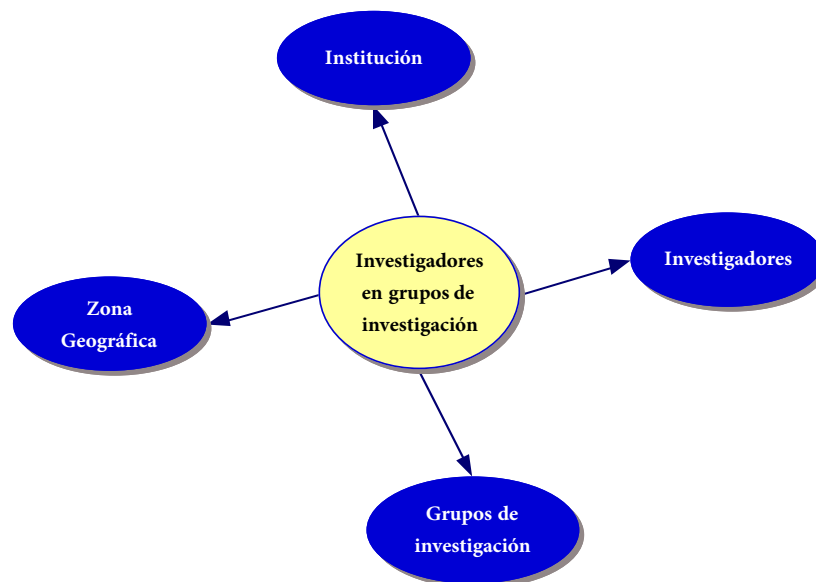 Institución
Investigadores
Investigadores
en grupos de
investigación
Zona
Geográfica
Grupos de
investigación